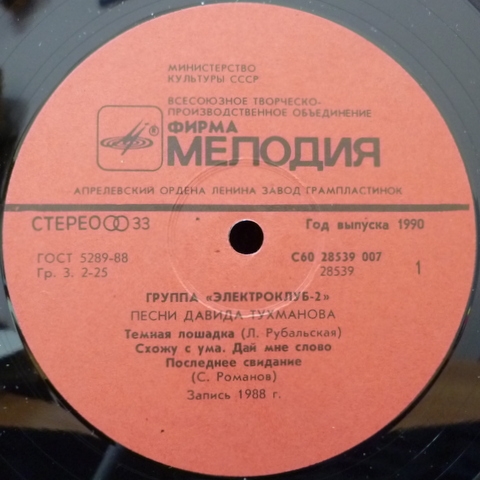 МИНИСТЕРСТВО
КУЛЬТУРЫ СССР
ВСЕСОЮЗНОЕ ТВОРЧЕСКО-
ПРОИЗВОДСТВЕННОЕ ОБЪЕДИНЕНИЕ
ФИРМА
МЕЛОДИЯ
®
АПРЕЛЕВСКИЙ ОРДЕНА ЛЕНИНА ЗАВОД ГРАМПЛАСТИНОК
СТЕРЕО 33
Год выпуска 1990
ГОСТ 5289-88
С60 28539 007
Гр. 3. 2-25
28539
1
ГРУППА «ЭЛЕКТРОКЛУБ-2»
ПЕСНИ ДАВИДА ТУХМАНОВА
Темная лошадка (Л. Рубальская)
Схожу с ума. Дай мне слово
Последнее свидание
(С. Романов)
Запись 1988 г.